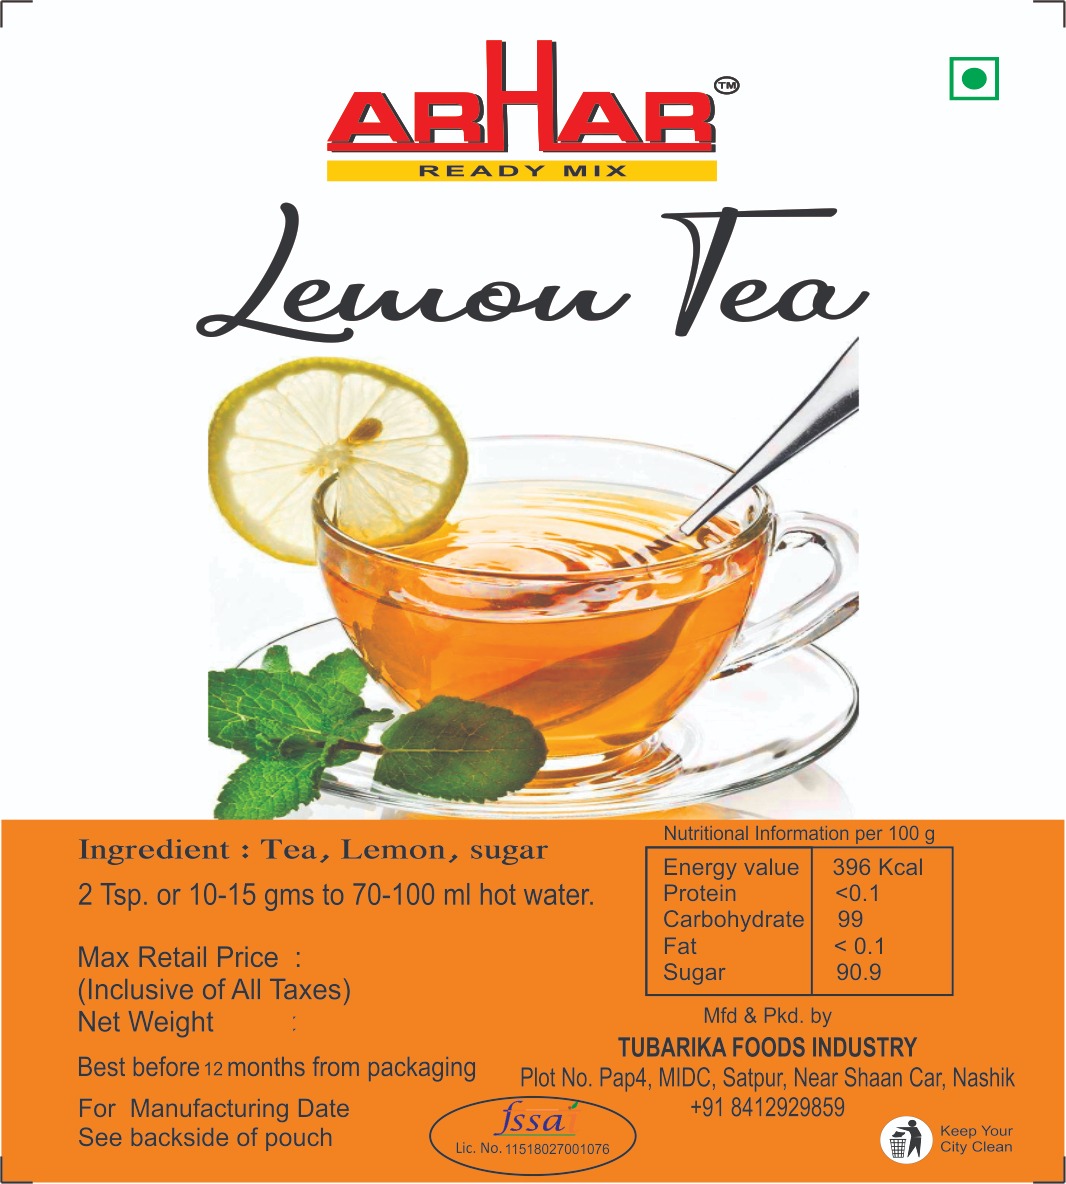 ARHAR TM
READY MIX
Lemon Tea
Ingredient : Tea, Lemon, sugar
2 Tsp. or 10-15 gms to 70-100 ml hot water.
Max Retail Price :
(Inclusive of All Taxes)
Net Weight :
Best before 12 months from packaging
For Manufacturing Date
See backside of pouch
Nutritional Information per 100 g
Energy value 396 Kcal
Protein <0.1
Carbohydrate 99
Fat < 0.1
Sugar 90.9
Mfd & Pkd. by
TUBARIKA FOODS INDUSTRY
Plot No. Pap4, MIDC, Satpur, Near Shaan Car, Nashik
+91 8412929859
fssai
Lic. No. 11518027001076
Keep Your
City Clean